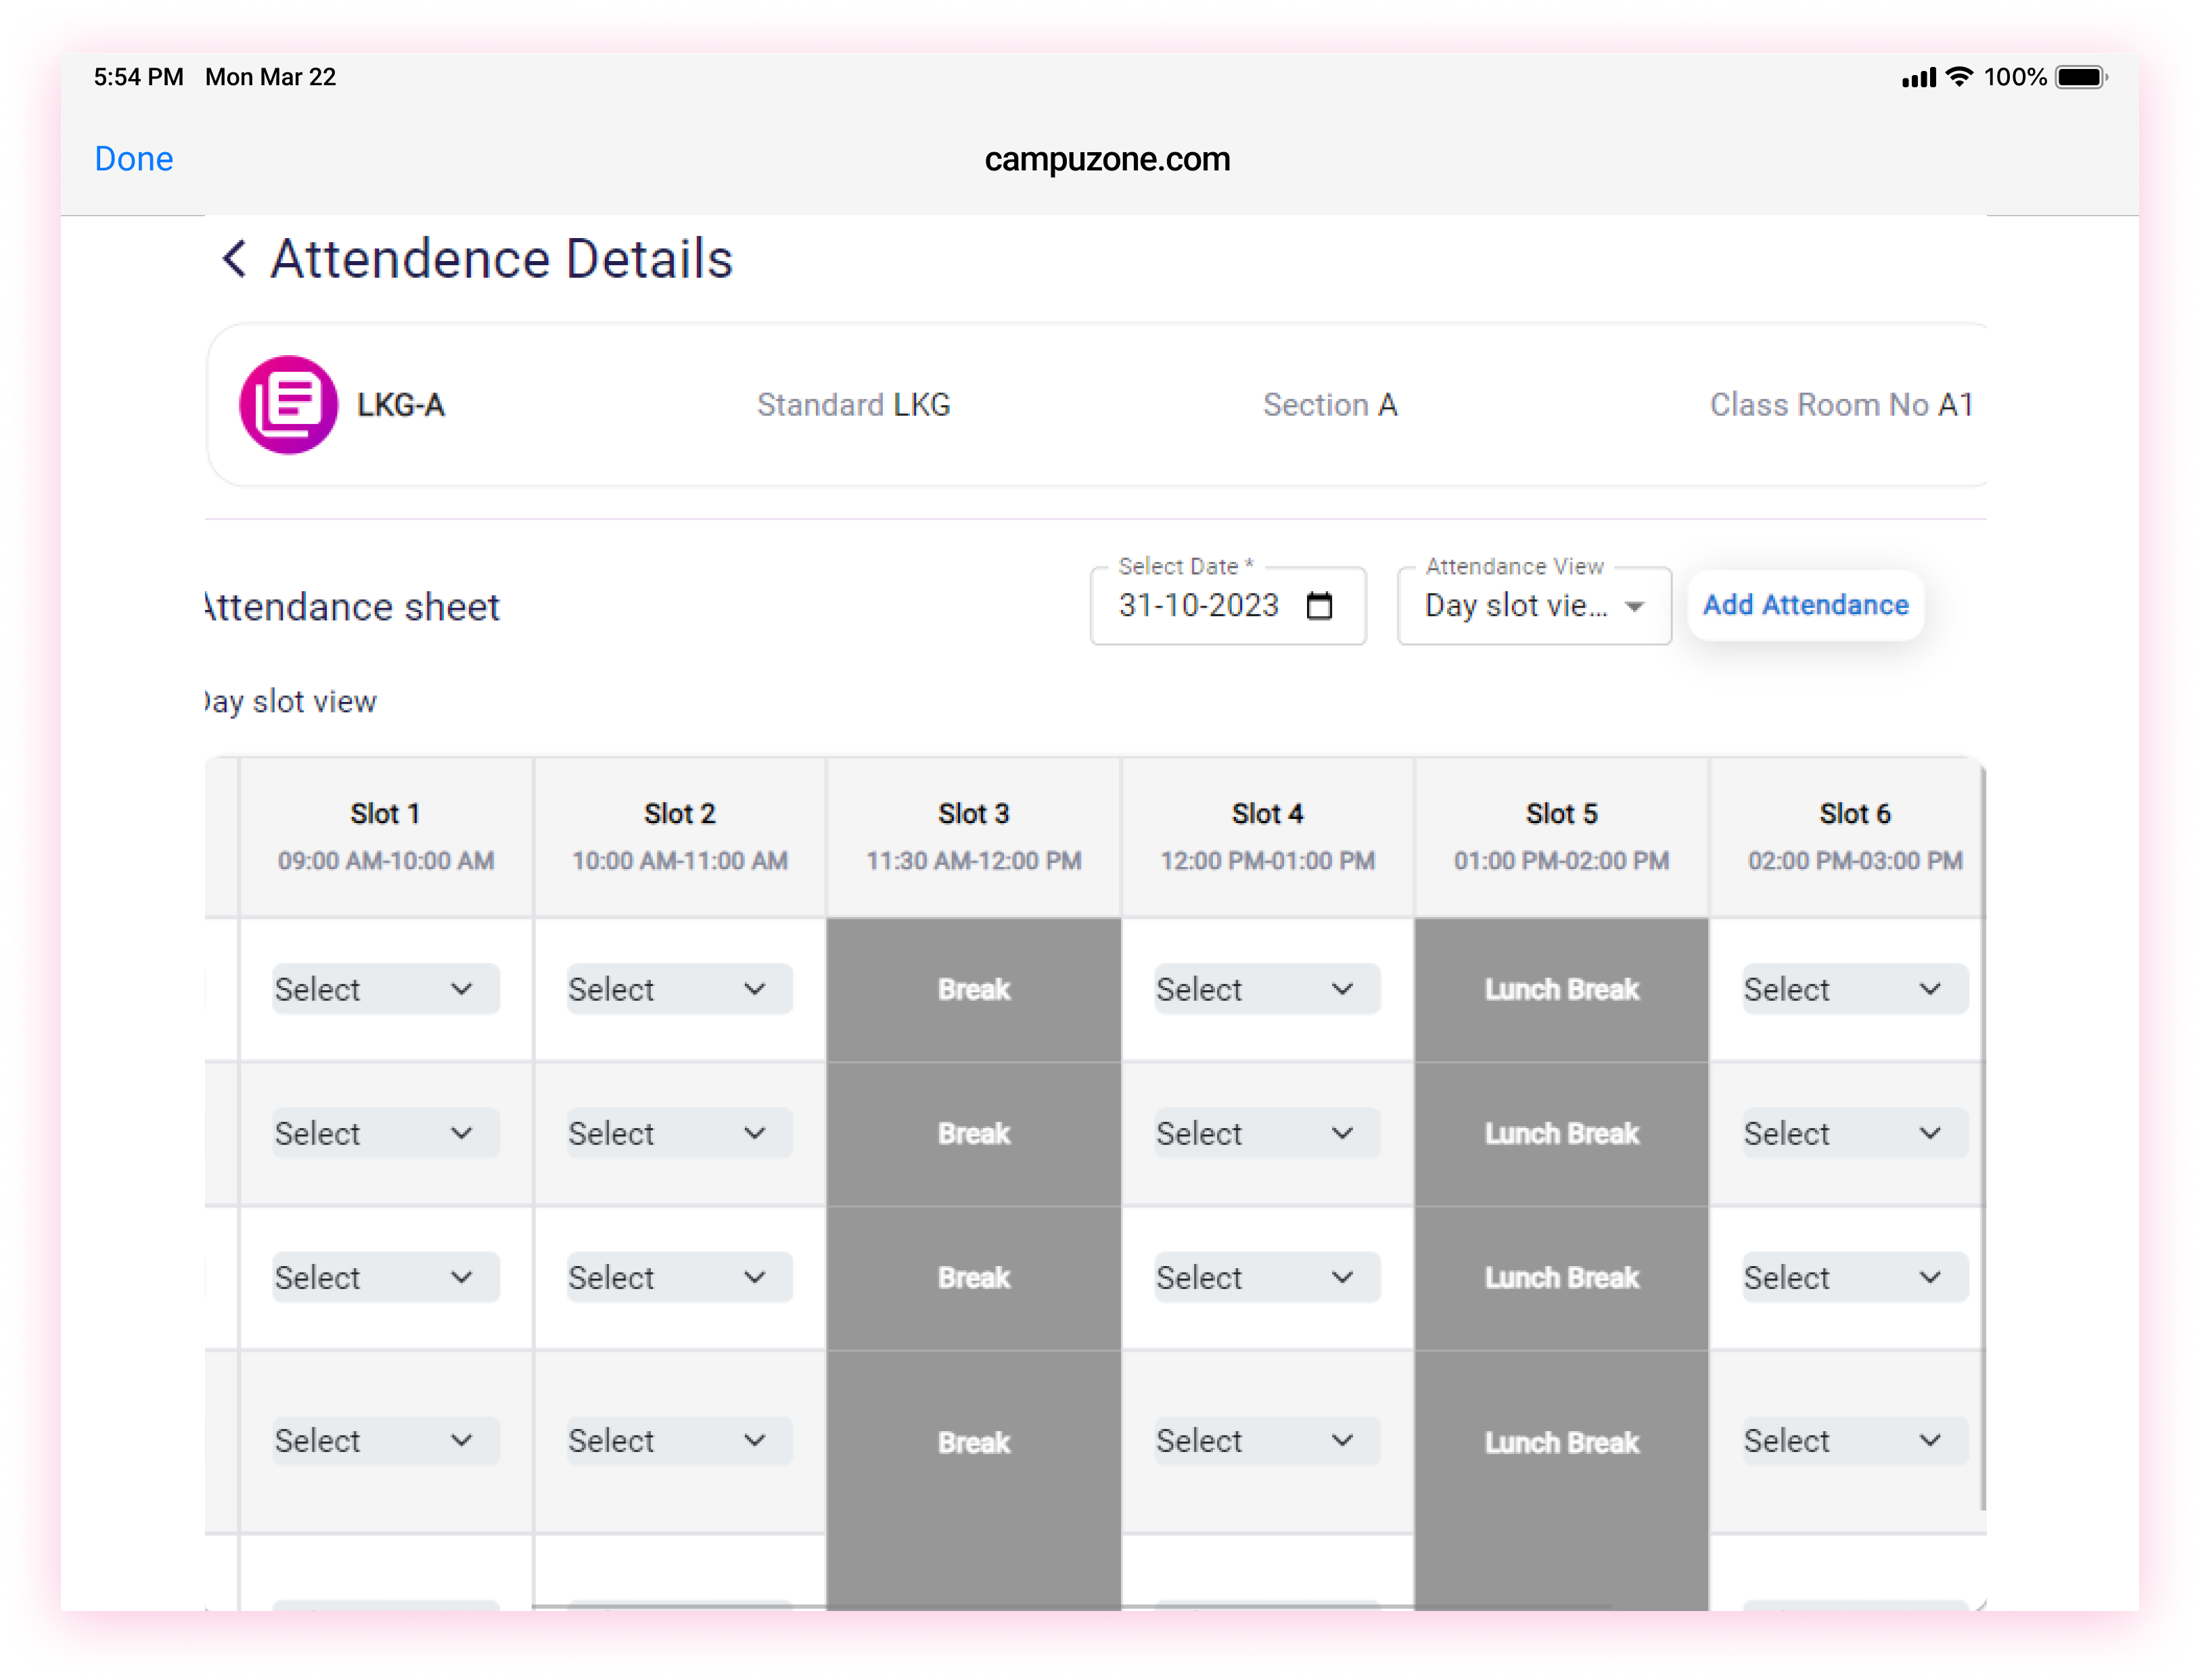 5:54 PM Mon Mar 22 100%
Done campuzone.com
Attendence Details
LKG-A Standard LKG Section A Class Room No A1
Select Date * Attendance View
Attendance sheet 31-10-2023 Day slot vie... Add Attendance
Day slot view
Slot 1 Slot 2 Slot 3 Slot 4 Slot 5 Slot 6
09:00 AM-10:00 AM 10:00 AM-11:00 AM 11:30 AM-12:00 PM 12:00 PM-01:00 PM 01:00 PM-02:00 PM 02:00 PM-03:00 PM
Select Select Break Select Lunch Break Select
Select Select Break Select Lunch Break Select
Select Select Break Select Lunch Break Select
Select Select Break Select Lunch Break Select